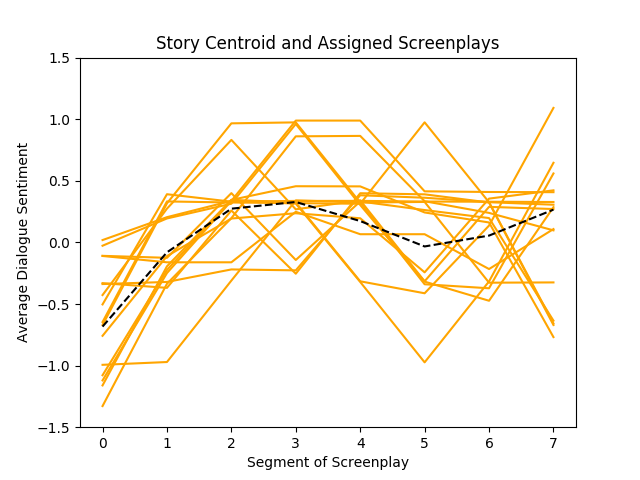 Story Centroid and Assigned Screenplays
1.5
1.0
0.5
0.0
−0.5
−1.0
−1.5
Average Dialogue Sentiment
0 1 2 3 4 5 6 7
Segment of Screenplay